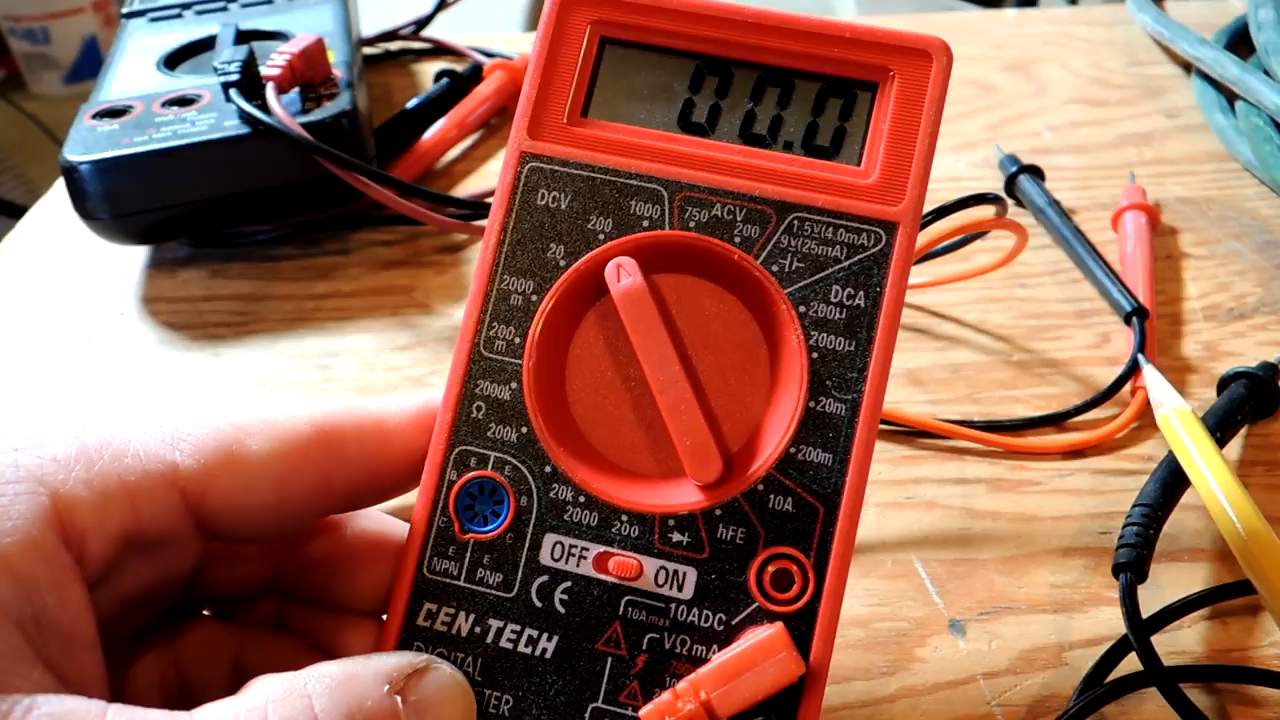 00.0
DCV
1000
750 ACV
200
200
20
2000
m
200
m
1.5V(4.0mA)
9V(25mA)
DCA
200µ
2000µ
20m
200m
10A
2000k
Ω
200k
20k
2000
200
hFE
E
E
B
B
C
C
E
NPN
E
PNP
OFF
ON
CE
10A max
10ADC
CEN-TECH
VΩmA
DIGITAL